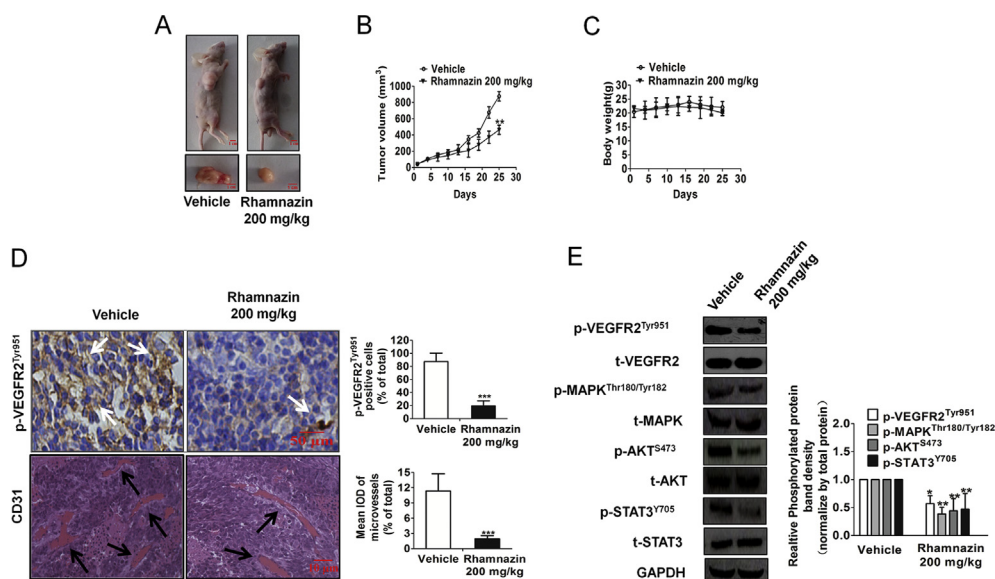 A
Vehicle
Rhamnazin
200 mg/kg
B
Vehicle
Rhamnazin 200 mg/kg
Tumor volume (mm³)
1000
800
600
400
200
0
**
0 5 10 15 20 25 30
Days
C
Vehicle
Rhamnazin 200 mg/kg
Body weight(g)
30
25
20
15
10
5
0
0 5 10 15 20 25 30
Days
D
Vehicle
Rhamnazin
200 mg/kg
p-VEGFR2Tyr951
50 μm
CD31
p-VEGFR2Tyr951
positive cells
(% of total)
120
100
80
60
40
20
0
***
Vehicle
Rhamnazin
200 mg/kg
Mean IOD of
microvessels
(% of total)
15
12
9
6
3
0
***
Vehicle
Rhamnazin
200 mg/kg
E
Vehicle
Rhamnazin
200 mg/kg
p-VEGFR2Tyr951
t-VEGFR2
p-MAPKThr180/Tyr182
t-MAPK
p-AKTS473
t-AKT
p-STAT3Y705
t-STAT3
GAPDH
Realtive Phosphorylated protein
band density
(normalize by total protein)
p-VEGFR2Tyr951
p-MAPKThr180/Tyr182
p-AKTS473
p-STAT3Y705
2.0
1.5
1.0
0.5
0.0
* ** ** **
Vehicle
Rhamnazin
200 mg/kg